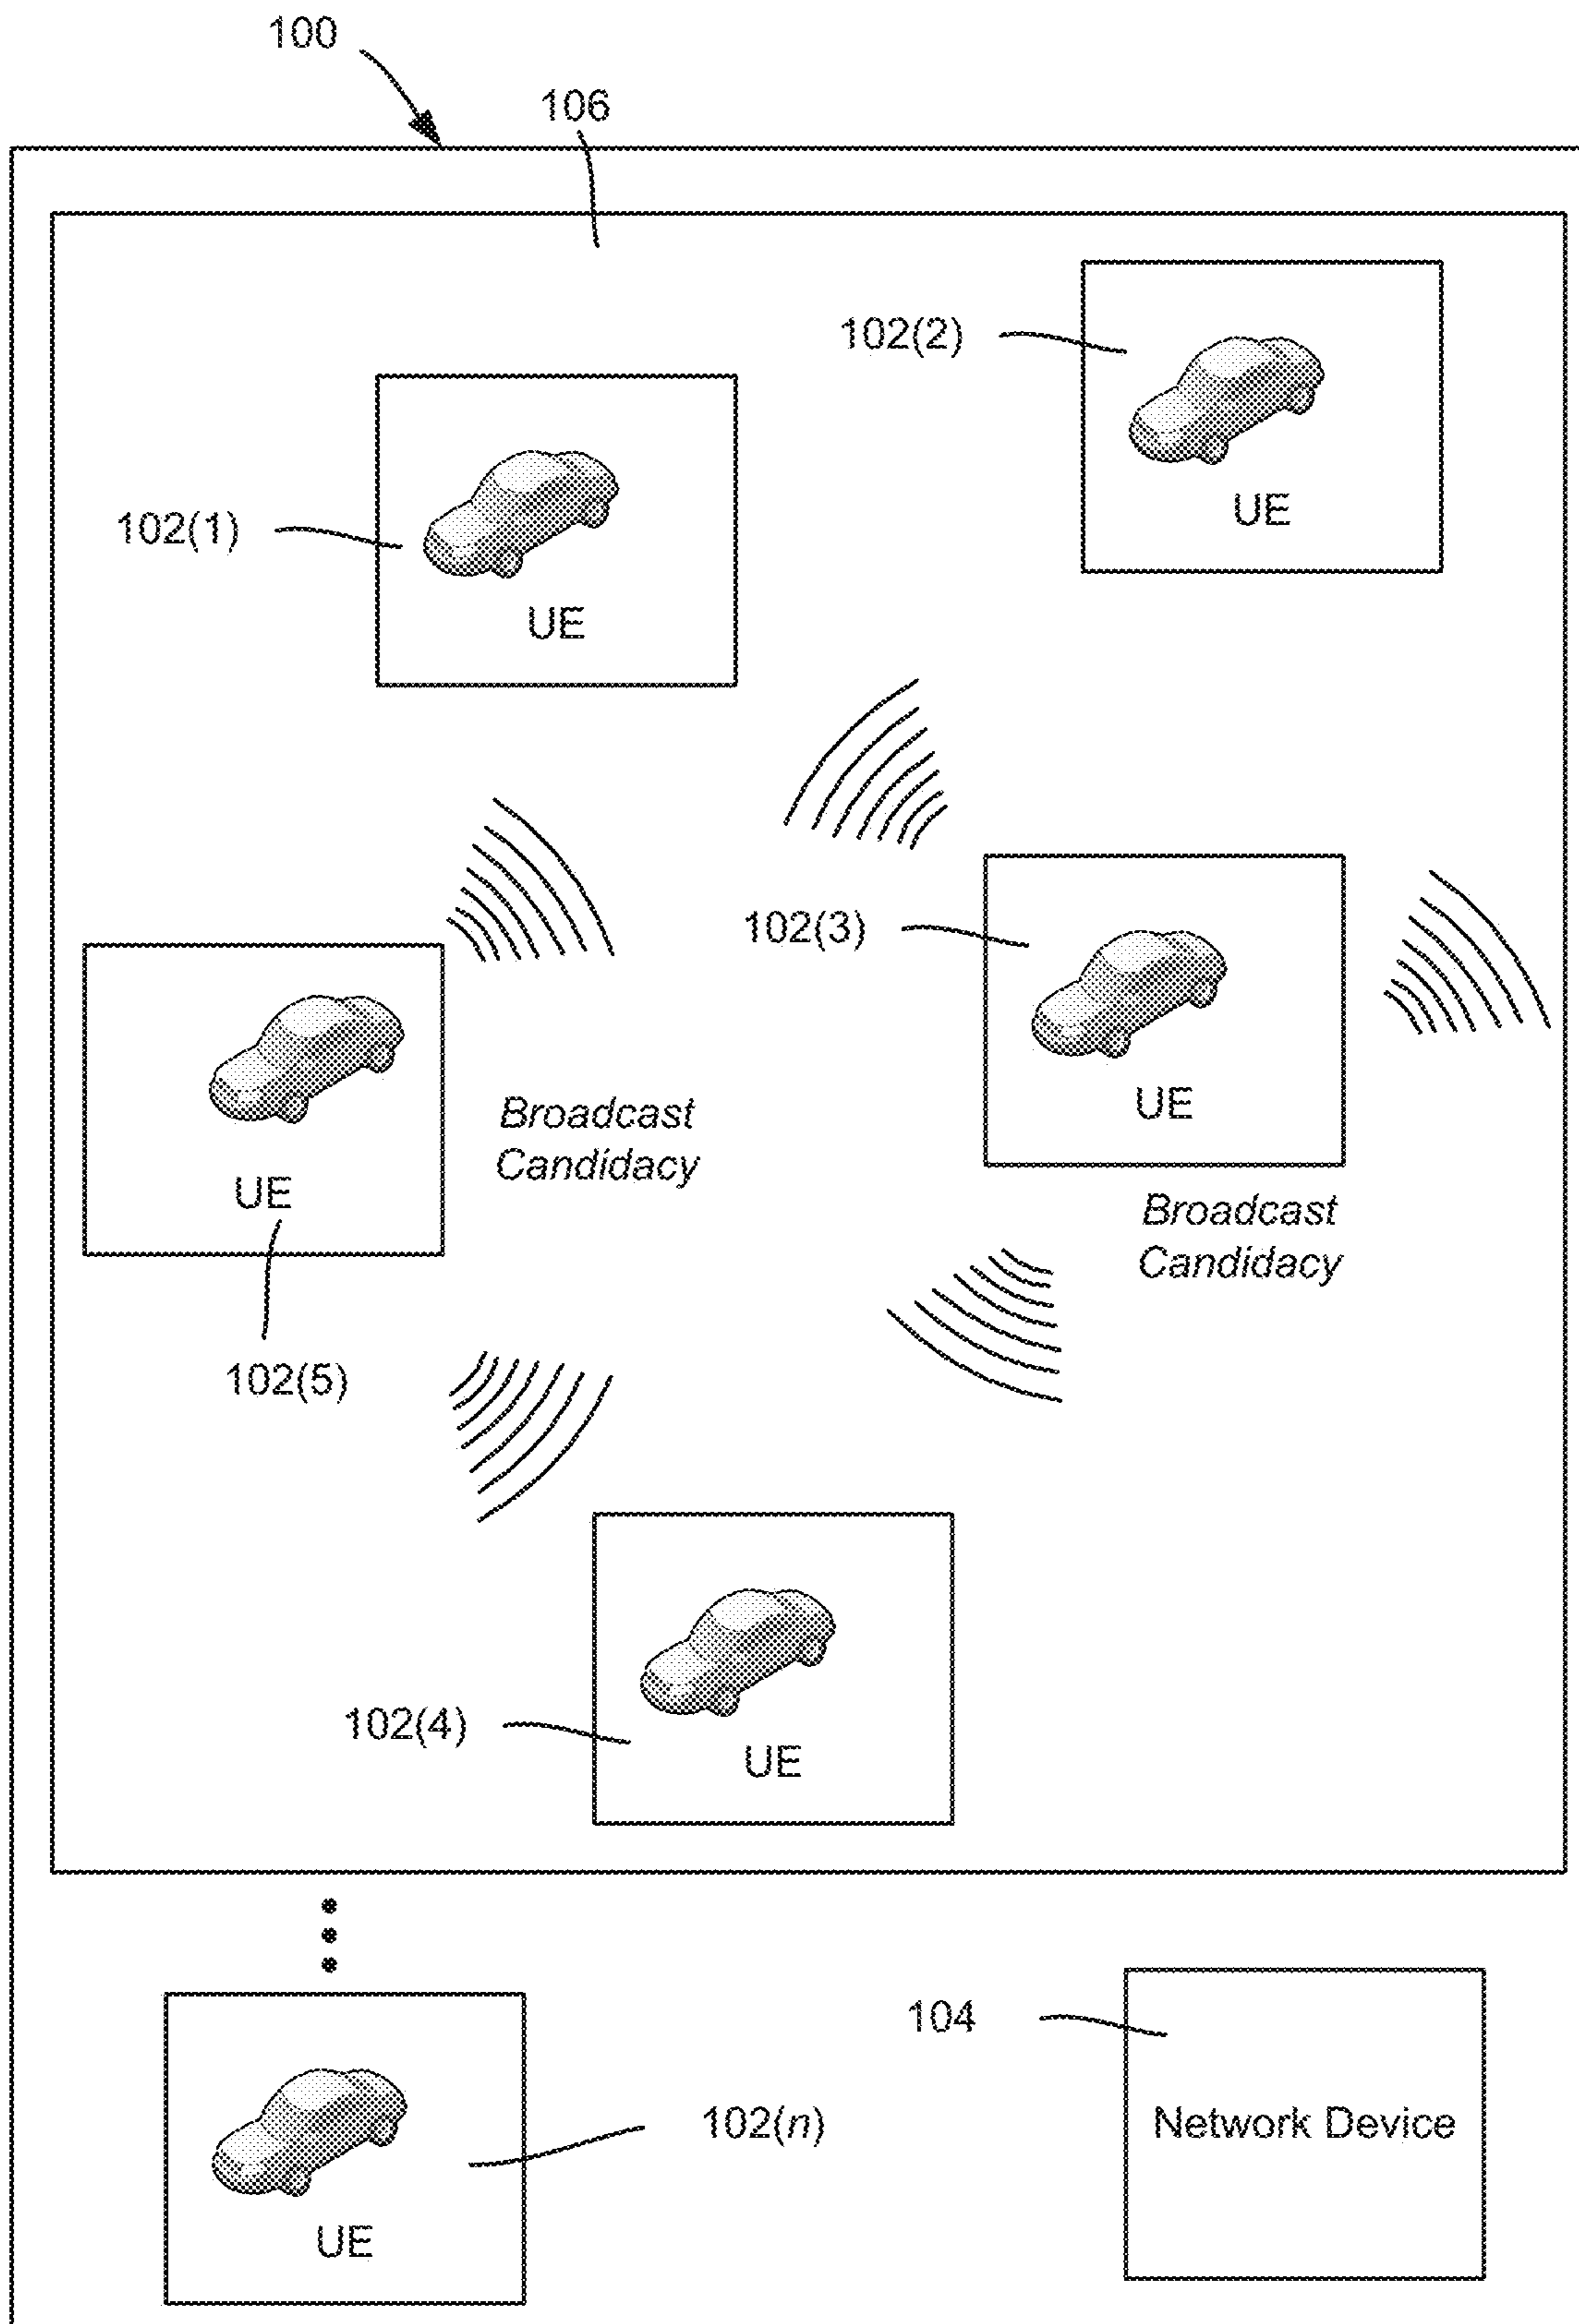 100
106
102(2)
UE
102(1)
UE
102(3)
UE
Broadcast
Candidacy
UE
Broadcast
Candidacy
102(5)
102(4)
UE
104
Network Device
102(n)
UE